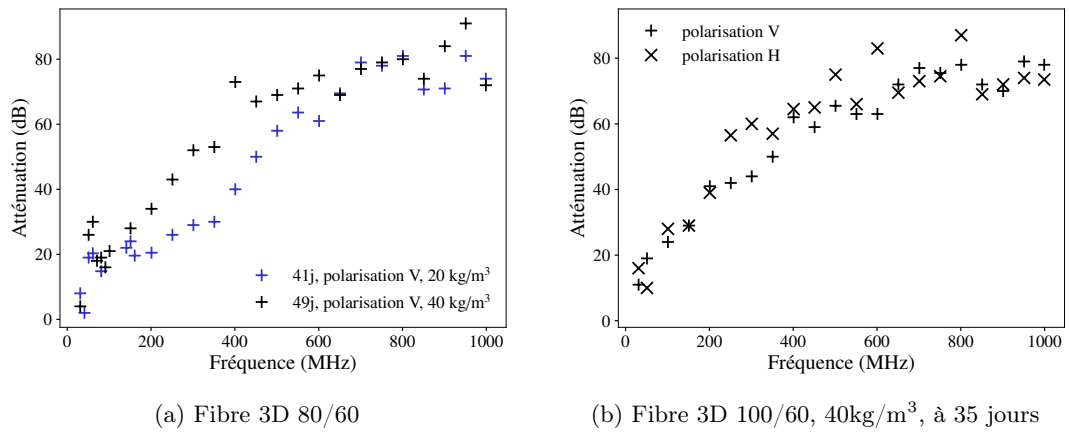 80
60
40
20
0
Atténuation (dB)
0 200 400 600 800 1000
Fréquence (MHz)
41j, polarisation V, 20 kg/m³
49j, polarisation V, 40 kg/m³
(a) Fibre 3D 80/60
80
60
40
20
0
Atténuation (dB)
0 200 400 600 800 1000
Fréquence (MHz)
polarisation V
polarisation H
(b) Fibre 3D 100/60, 40kg/m³, à 35 jours